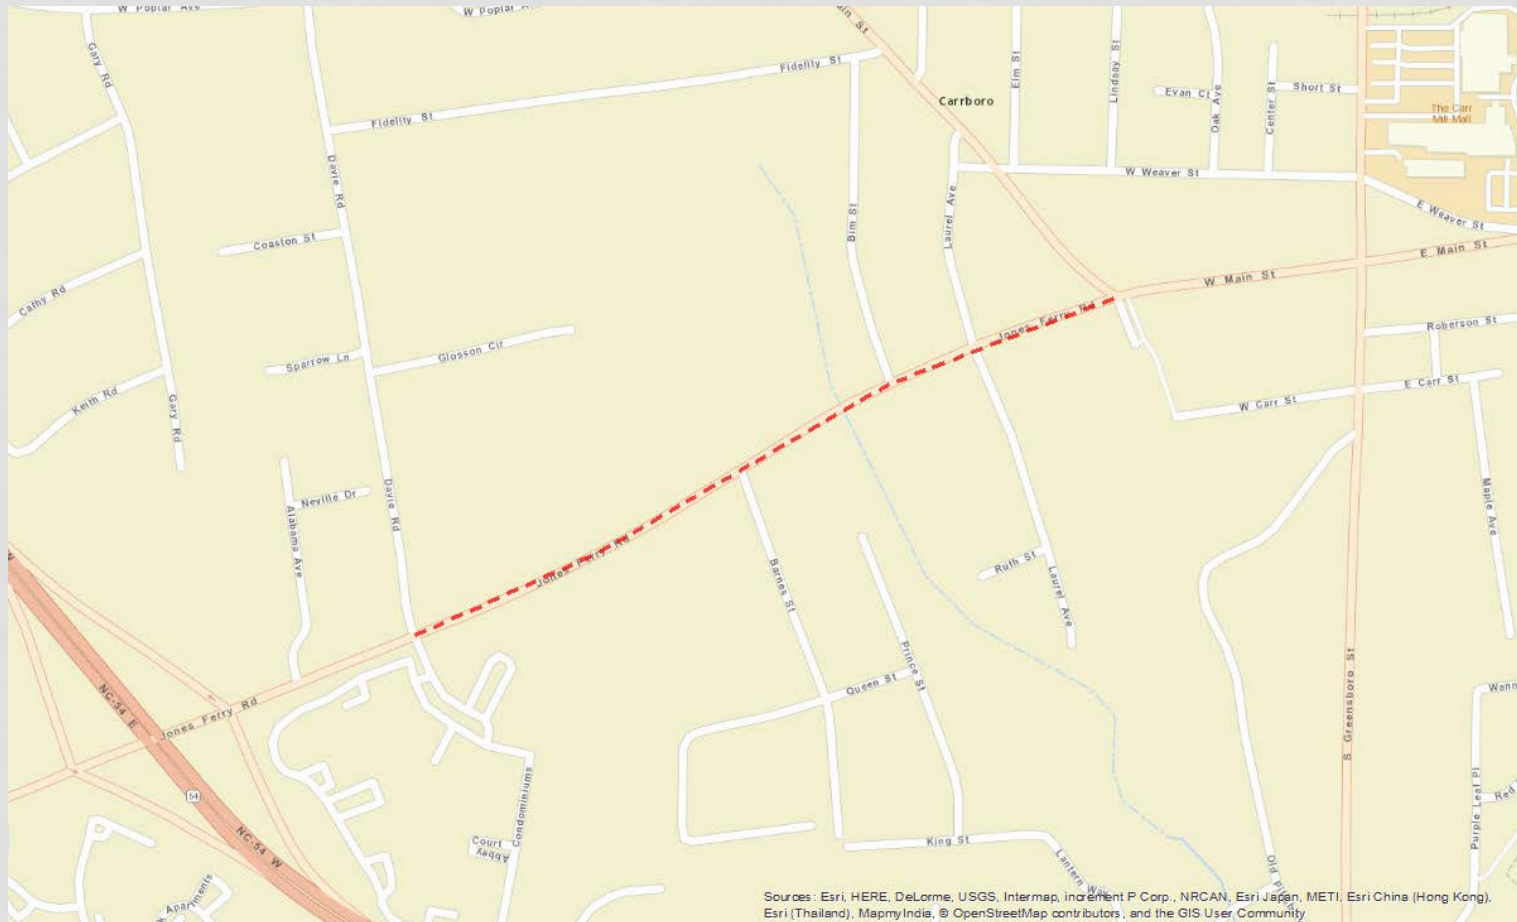 W Poplar Ave
Gary Rd
Fidelity St
Fidelity St
Carrboro
Elm St
Lindsay St
Evan Ct
Oak Ave
Center St
Short St
The Carr
Mill Mall
W Weaver St
E Weaver St
Davie Rd
Coaston St
Bim St
Laurel Ave
E Main St
W Main St
Cathy Rd
Jones Ferry Rd
Roberson St
Sparrow Ln
Glosson Cir
Keith Rd
Gary Rd
W Carr St
E Carr St
Neville Dr
Alabama Ave
Davie Rd
Maple Ave
Jones Ferry Rd
Barnes St
Ruth St
Laurel Ave
Prince St
Queen St
S Greensboro St
NC-54 E
Jones Ferry Rd
54
Condominiums
Court
Abbey
NC-54 W
King St
Purple Leaf Pl
Apartments
Sources: Esri, HERE, DeLorme, USGS, Intermap, increment P Corp., NRCAN, Esri Japan, METI, Esri China (Hong Kong),
Esri (Thailand), MapmyIndia, © OpenStreetMap contributors, and the GIS User Community